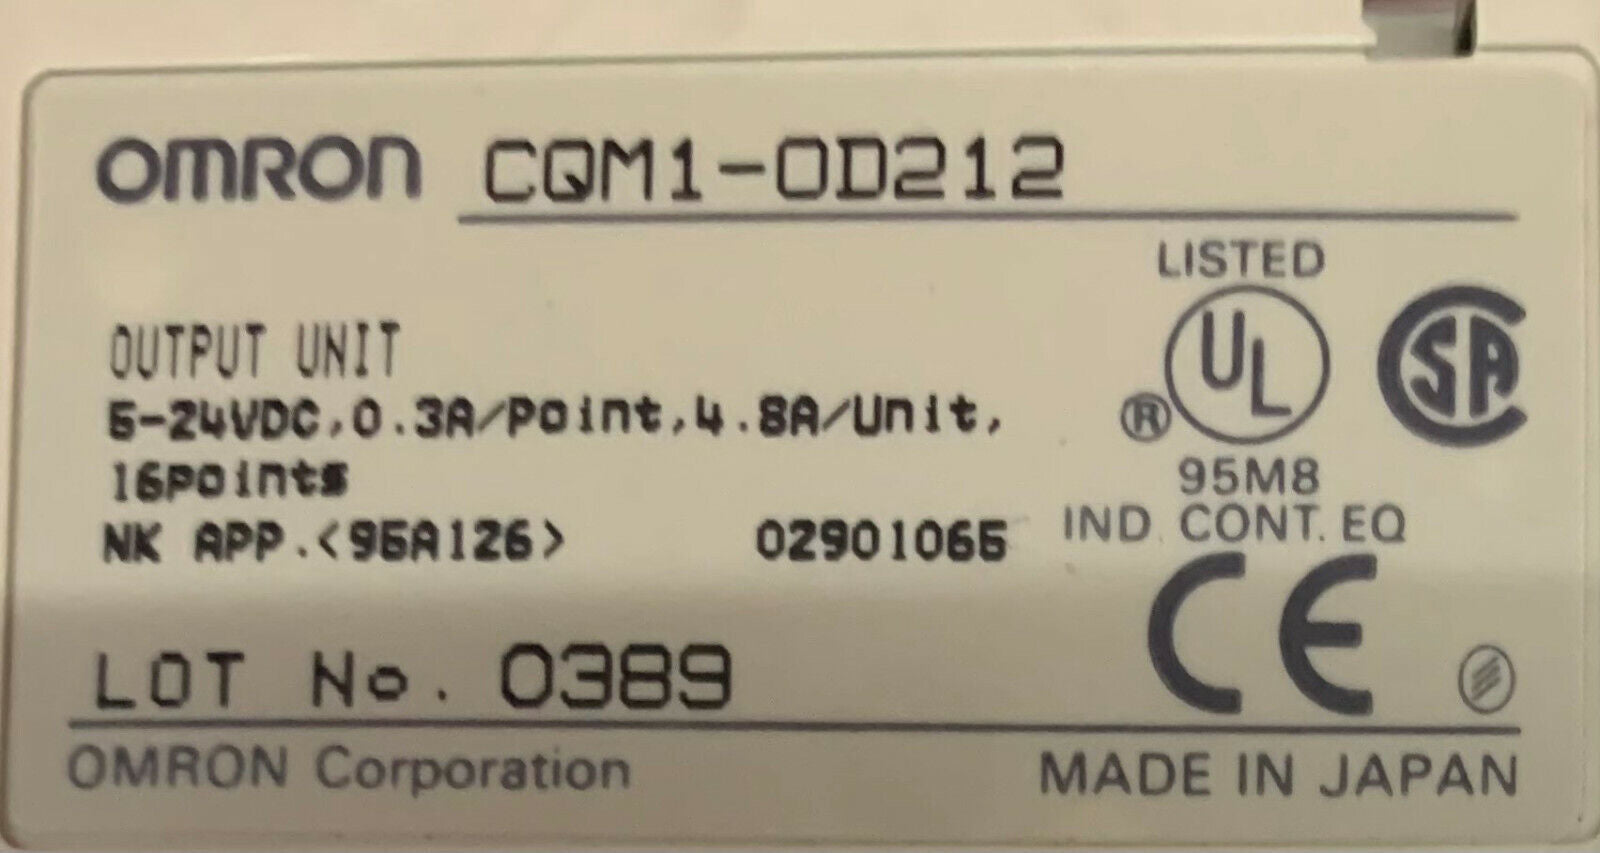 OMRON CQM1-OD212
LISTED
UL
®
SA
OUTPUT UNIT
5-24VDC,0.3A/Point,4.8A/Unit,
16points
95M8
NK APP.<95A126> 02901065
IND. CONT. EQ
CE
LOT No. 0389
OMRON Corporation
MADE IN JAPAN